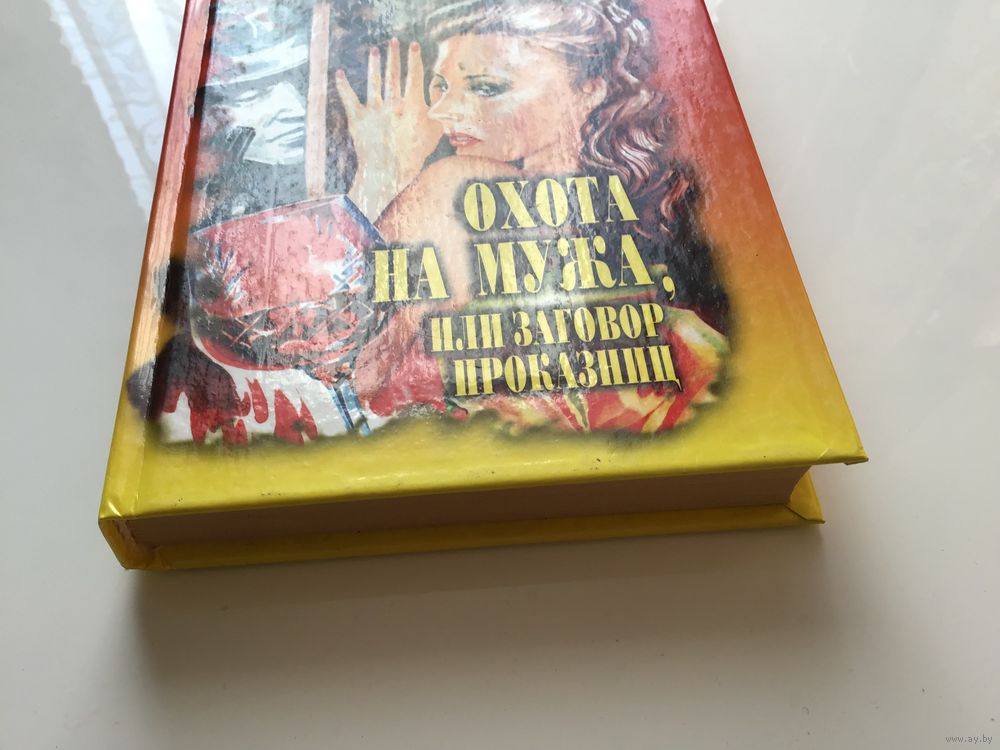 ОХОТА
НА МУЖА,
ИЛИ ЗАГОВОР
ПРОКАЗНИЦ
www.ay.by